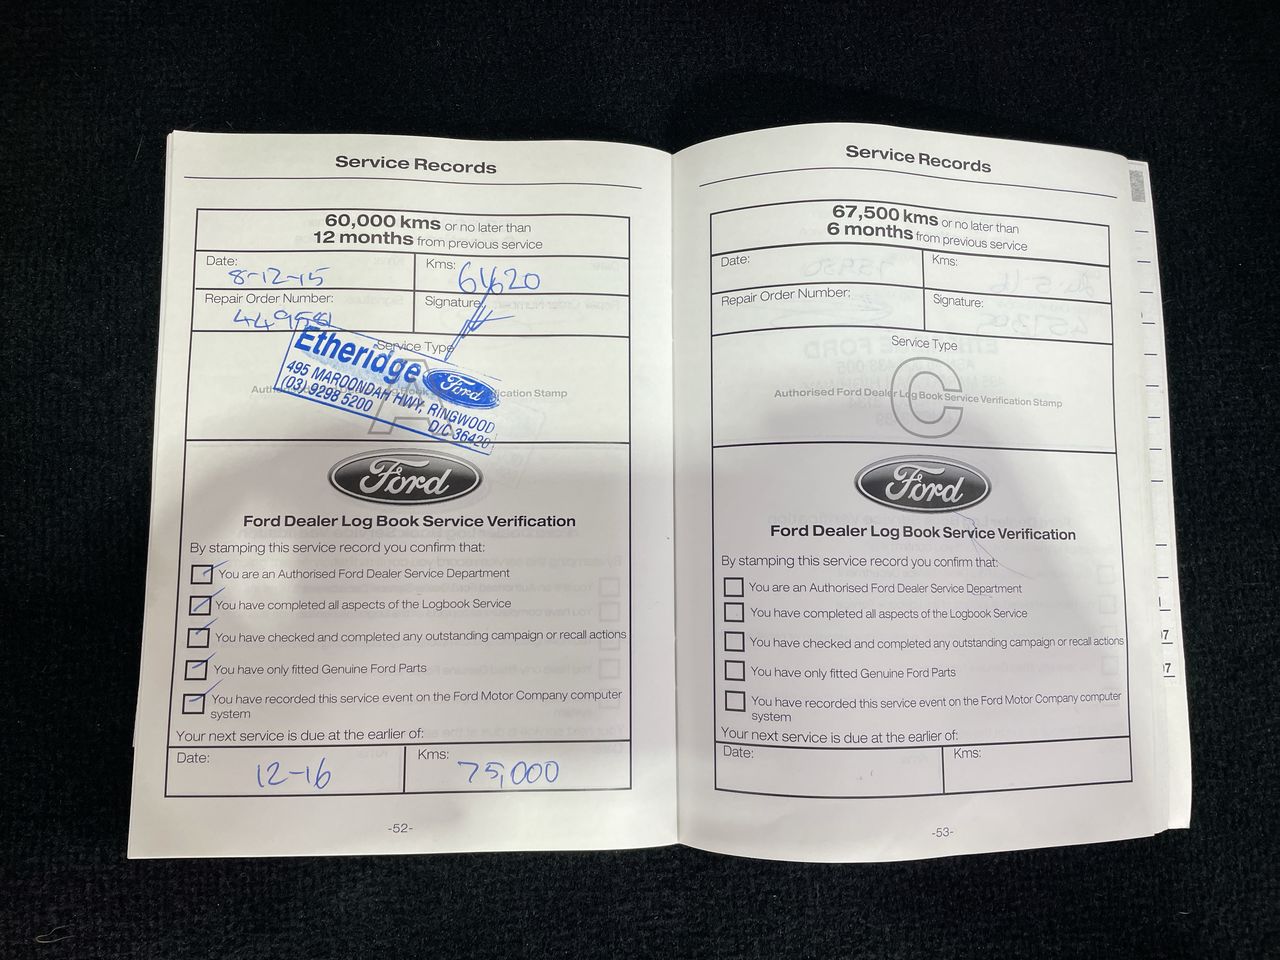 Service Records
60,000 kms or no later than
12 months from previous service
Date:
8-12-15
Kms:
61620
Repair Order Number:
Signature:
Service Type
A
Etheridge Ford
495 MAROONDAH HWY, RINGWOOD
(03) 9298 5200
D/C 36420
Ford
Ford Dealer Log Book Service Verification
By stamping this service record you confirm that:
You are an Authorised Ford Dealer Service Department
You have completed all aspects of the Logbook Service
You have checked and completed any outstanding campaign or recall actions
You have only fitted Genuine Ford Parts
You have recorded this service event on the Ford Motor Company computer
system
Your next service is due at the earlier of:
Date:
12-16
Kms:
75,000
-52-
Service Records
67,500 kms or no later than
6 months from previous service
Date:
Kms:
Repair Order Number:
Signature:
Service Type
C
Authorised Ford Dealer Log Book Service Verification Stamp
Ford
Ford Dealer Log Book Service Verification
By stamping this service record you confirm that:
You are an Authorised Ford Dealer Service Department
You have completed all aspects of the Logbook Service
You have checked and completed any outstanding campaign or recall actions
You have only fitted Genuine Ford Parts
You have recorded this service event on the Ford Motor Company computer
system
Your next service is due at the earlier of:
Date:
Kms:
-53-